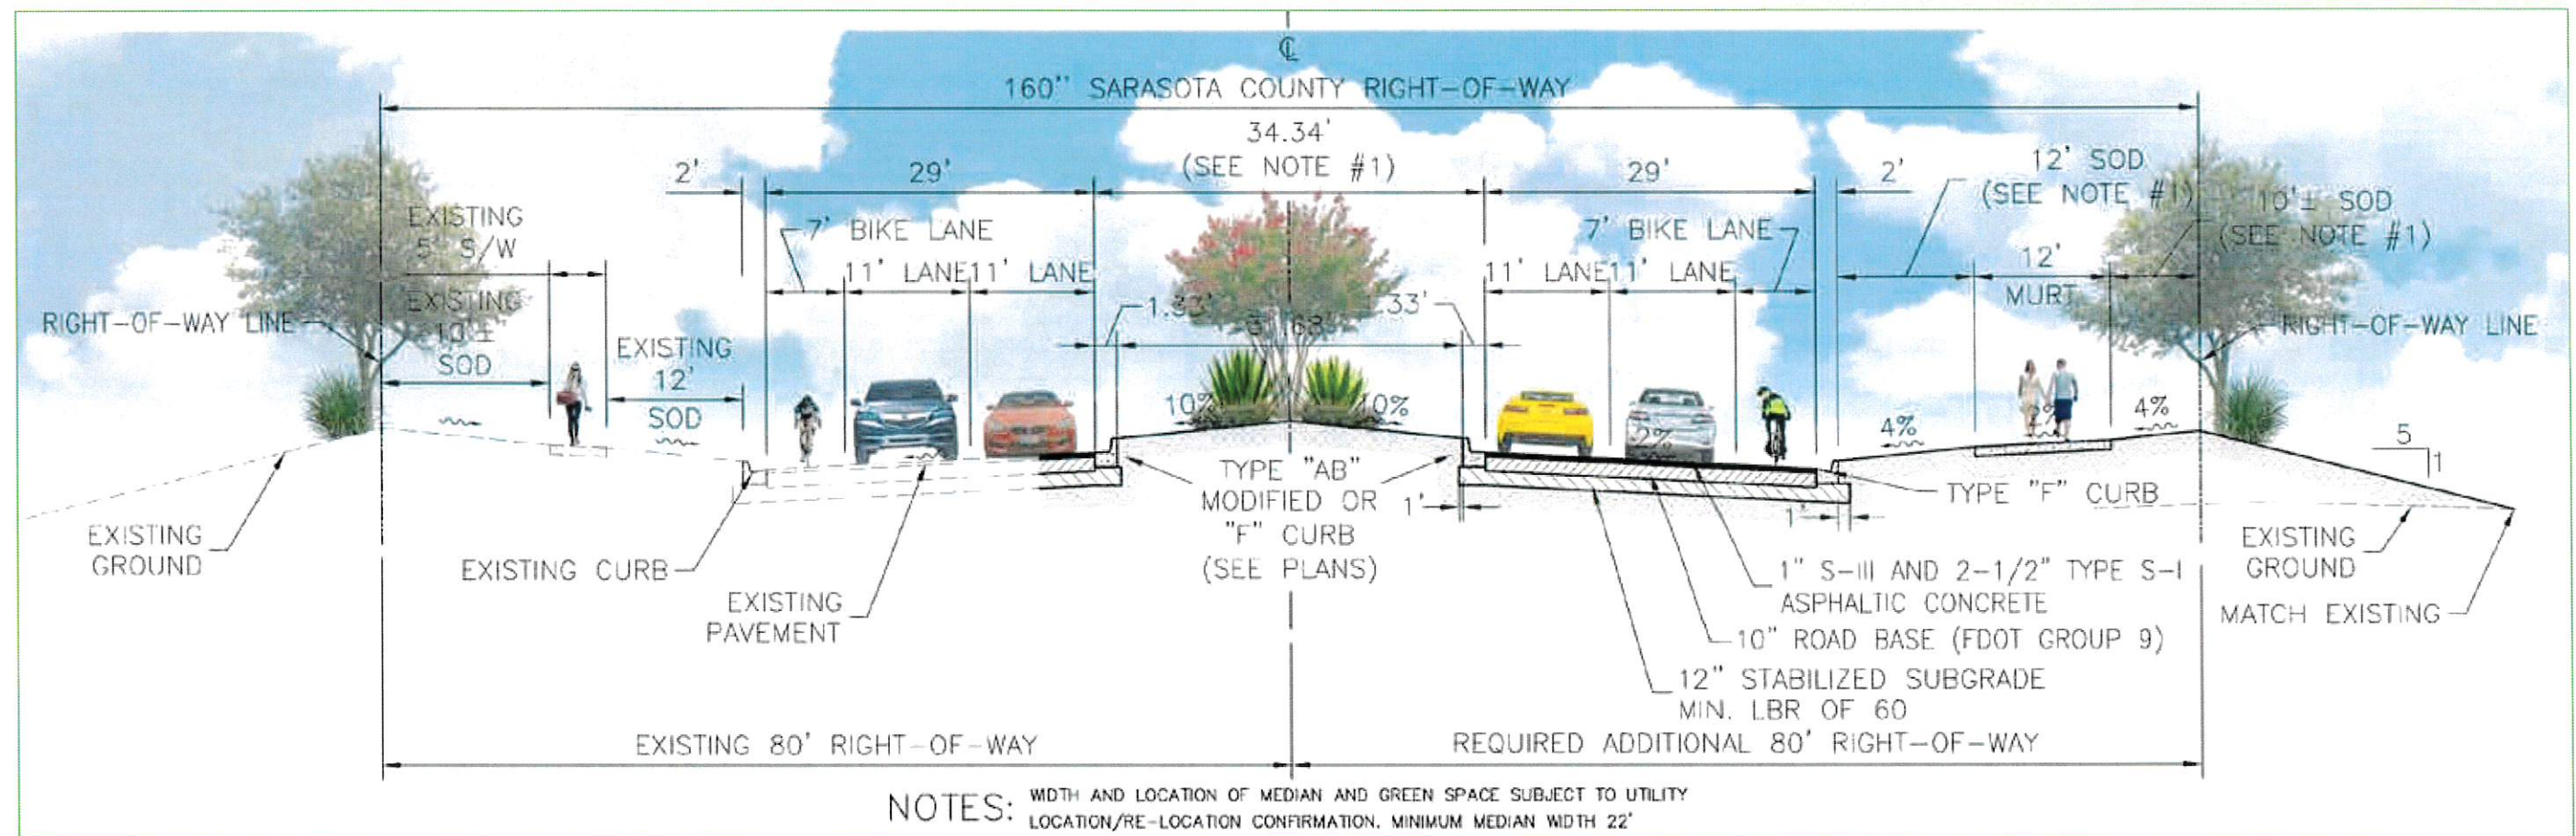 ℄
160'' SARASOTA COUNTY RIGHT-OF-WAY
34.34'
(SEE NOTE #1)
2'
29'
29'
2'
12' SOD
(SEE NOTE #1)
10'± SOD
(SEE NOTE #1)
EXISTING
5' S/W
7' BIKE LANE
11' LANE
11' LANE
7' BIKE LANE
11' LANE
11' LANE
12'
MURT
RIGHT-OF-WAY LINE
EXISTING
10'±
SOD
EXISTING
12'
SOD
1.33'
1.33'
RIGHT-OF-WAY LINE
10%
10%
2%
4%
2%
4%
5
1
TYPE "AB"
MODIFIED OR
"F" CURB
(SEE PLANS)
1'
1'
TYPE "F" CURB
EXISTING
GROUND
EXISTING CURB
EXISTING
PAVEMENT
1" S-III AND 2-1/2" TYPE S-I
ASPHALTIC CONCRETE
10" ROAD BASE (FDOT GROUP 9)
12" STABILIZED SUBGRADE
MIN. LBR OF 60
EXISTING
GROUND
MATCH EXISTING
EXISTING 80' RIGHT-OF-WAY
REQUIRED ADDITIONAL 80' RIGHT-OF-WAY
NOTES: WIDTH AND LOCATION OF MEDIAN AND GREEN SPACE SUBJECT TO UTILITY
LOCATION/RE-LOCATION CONFIRMATION. MINIMUM MEDIAN WIDTH 22'